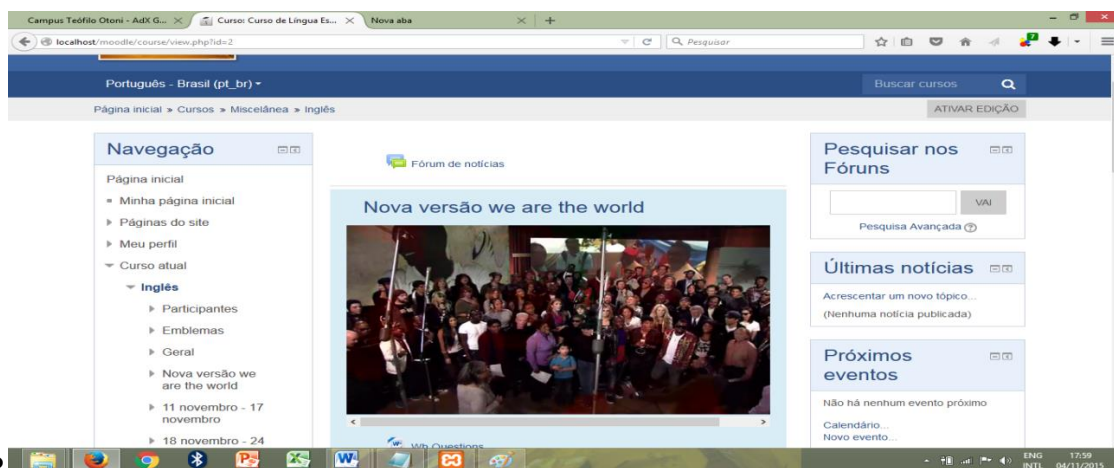 Campus Teófilo Otoni - AdX G...
Curso: Curso de Língua Es...
Nova aba
localhost/moodle/course/view.php?id=2
Pesquisar
7
Português - Brasil (pt_br)
Buscar cursos
Página inicial » Cursos » Miscelânea » Inglês
ATIVAR EDIÇÃO
Navegação
Página inicial
Minha página inicial
Páginas do site
Meu perfil
Curso atual
Inglês
Participantes
Emblemas
Geral
Nova versão we
are the world
11 novembro - 17
novembro
18 novembro - 24
Fórum de notícias
Nova versão we are the world
Wh Questions
Pesquisar nos
Fóruns
VAI
Pesquisa Avançada
Últimas notícias
Acrescentar um novo tópico...
(Nenhuma notícia publicada)
Próximos
eventos
Não há nenhum evento próximo
Calendário...
Novo evento...
ENG
INTL
17:59
04/11/2015